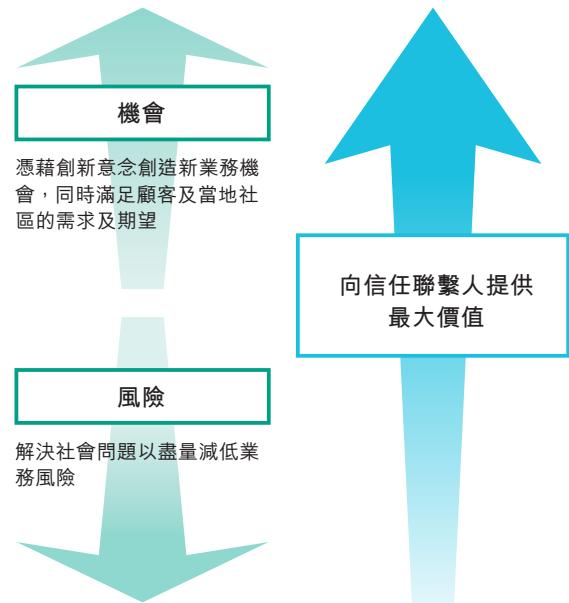 機會
憑藉創新意念創造新業務機
會，同時滿足顧客及當地社
區的需求及期望
向信任聯繫人提供
最大價值
風險
解決社會問題以盡量減低業
務風險